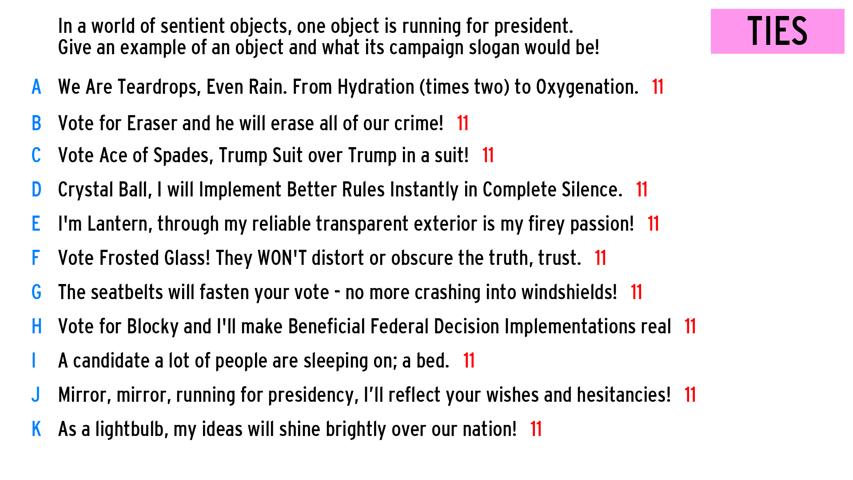 In a world of sentient objects, one object is running for president.
Give an example of an object and what its campaign slogan would be!
TIES
A We Are Teardrops, Even Rain. From Hydration (times two) to Oxygenation. 11
B Vote for Eraser and he will erase all of our crime! 11
C Vote Ace of Spades, Trump Suit over Trump in a suit! 11
D Crystal Ball, I will Implement Better Rules Instantly in Complete Silence. 11
E I'm Lantern, through my reliable transparent exterior is my firey passion! 11
F Vote Frosted Glass! They WON'T distort or obscure the truth, trust. 11
G The seatbelts will fasten your vote - no more crashing into windshields! 11
H Vote for Blocky and I'll make Beneficial Federal Decision Implementations real 11
I A candidate a lot of people are sleeping on; a bed. 11
J Mirror, mirror, running for presidency, I’ll reflect your wishes and hesitancies! 11
K As a lightbulb, my ideas will shine brightly over our nation! 11